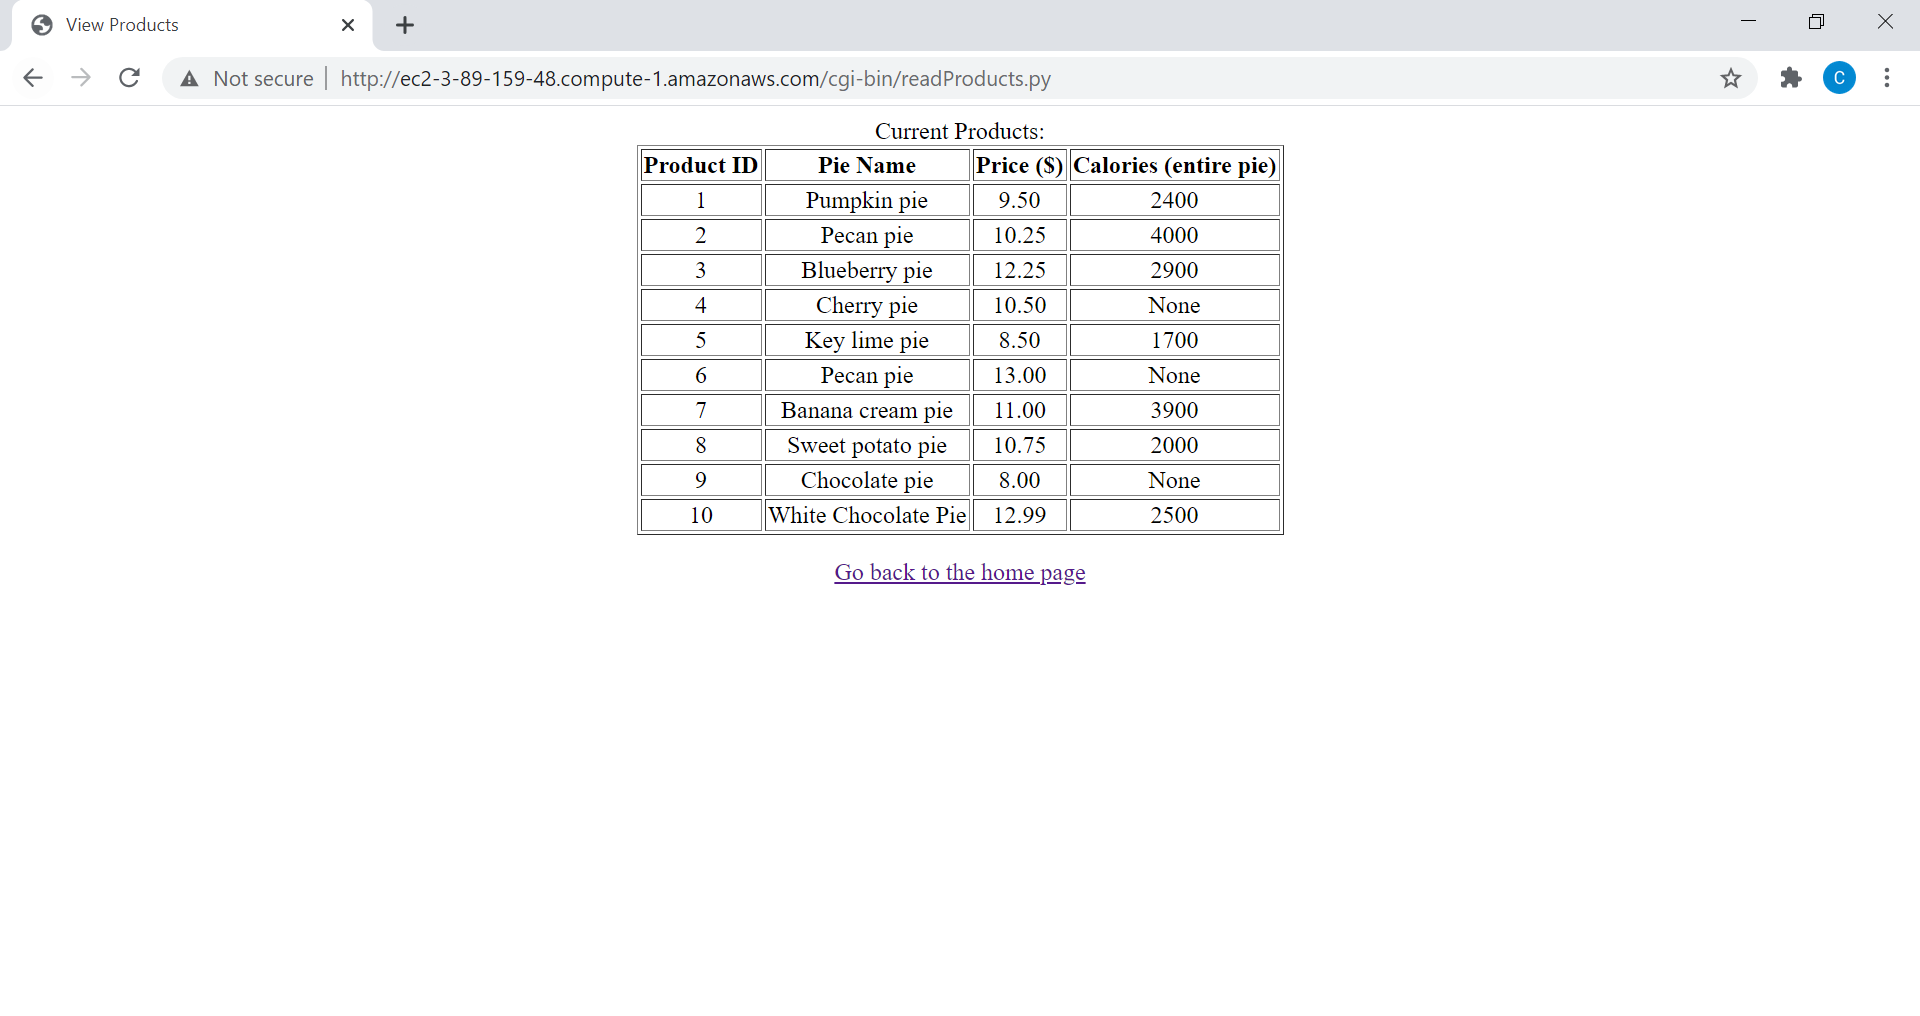 View Products
Not secure http://ec2-3-89-159-48.compute-1.amazonaws.com/cgi-bin/readProducts.py
C
Current Products:
Product ID Pie Name Price ($) Calories (entire pie)
1 Pumpkin pie 9.50 2400
2 Pecan pie 10.25 4000
3 Blueberry pie 12.25 2900
4 Cherry pie 10.50 None
5 Key lime pie 8.50 1700
6 Pecan pie 13.00 None
7 Banana cream pie 11.00 3900
8 Sweet potato pie 10.75 2000
9 Chocolate pie 8.00 None
10 White Chocolate Pie 12.99 2500
Go back to the home page